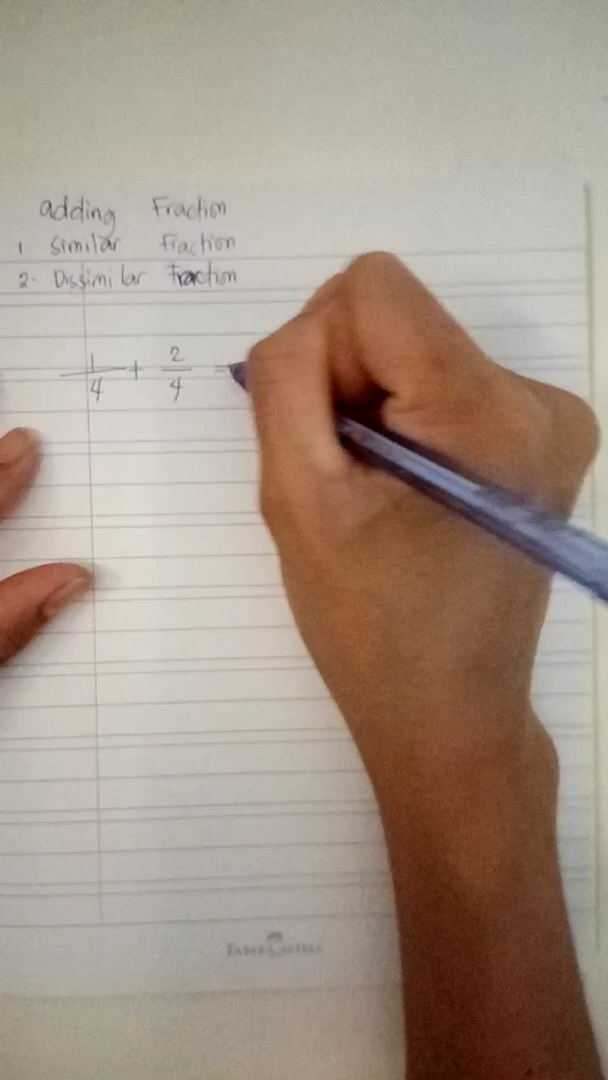 adding Fraction
1 Similar Fraction
2. Dissimilar Fraction
1/4 + 2/4 =